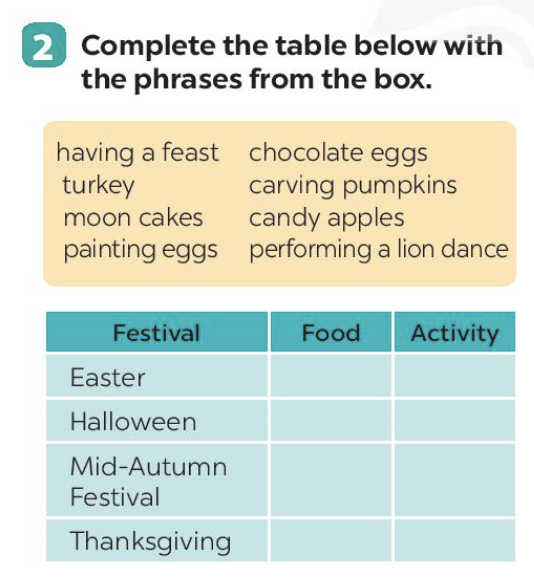 2 Complete the table below with
the phrases from the box.
having a feast chocolate eggs
turkey carving pumpkins
moon cakes candy apples
painting eggs performing a lion dance
Festival Food Activity
Easter
Halloween
Mid-Autumn
Festival
Thanksgiving